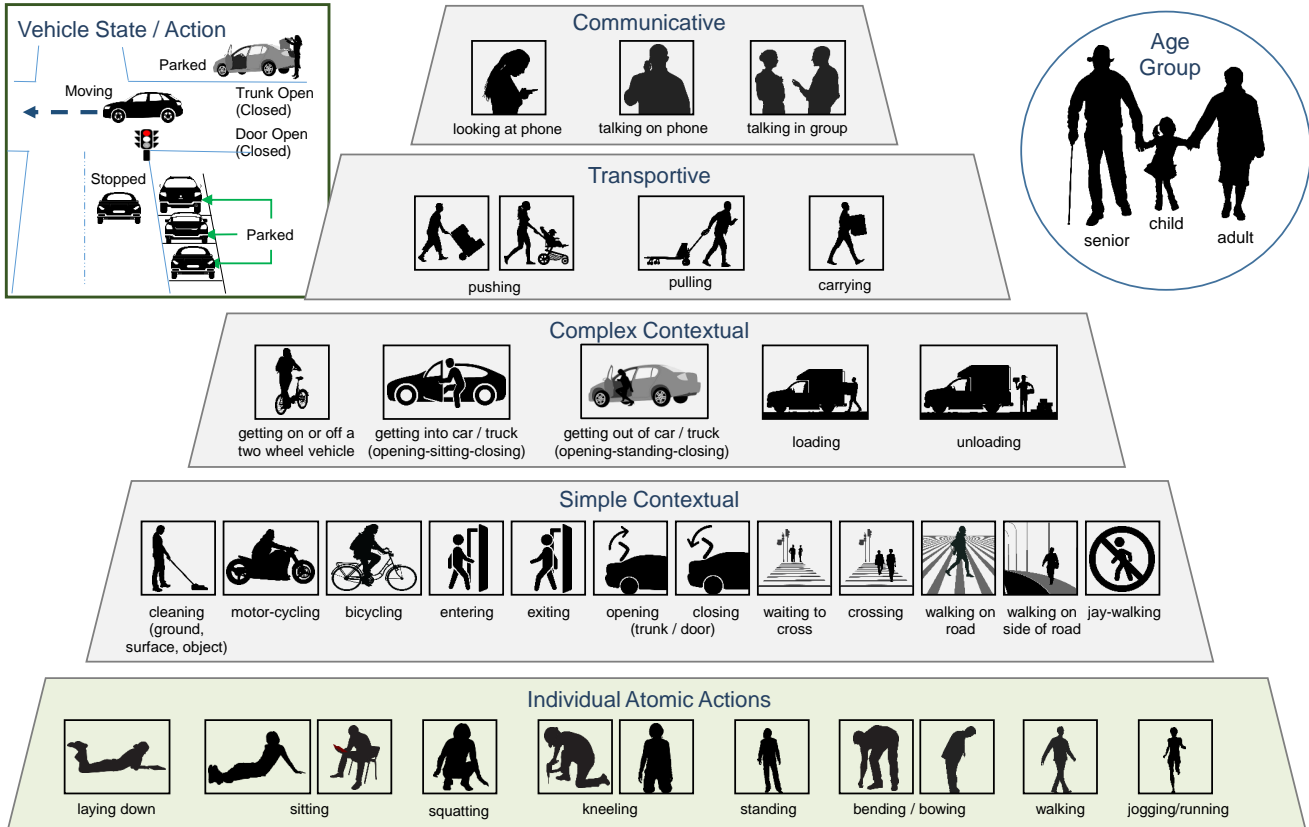 Vehicle State / Action
Parked
Moving
Trunk Open
(Closed)
Door Open
(Closed)
Stopped
Parked
Communicative
looking at phone
talking on phone
talking in group
Age
Group
senior
child
adult
Transportive
pushing
pulling
carrying
Complex Contextual
getting on or off a
two wheel vehicle
getting into car / truck
(opening-sitting-closing)
getting out of car / truck
(opening-standing-closing)
loading
unloading
Simple Contextual
cleaning
(ground,
surface, object)
motor-cycling
bicycling
entering
exiting
opening
closing
(trunk / door)
waiting to
cross
crossing
walking on
road
walking on
side of road
jay-walking
Individual Atomic Actions
laying down
sitting
squatting
kneeling
standing
bending / bowing
walking
jogging/running